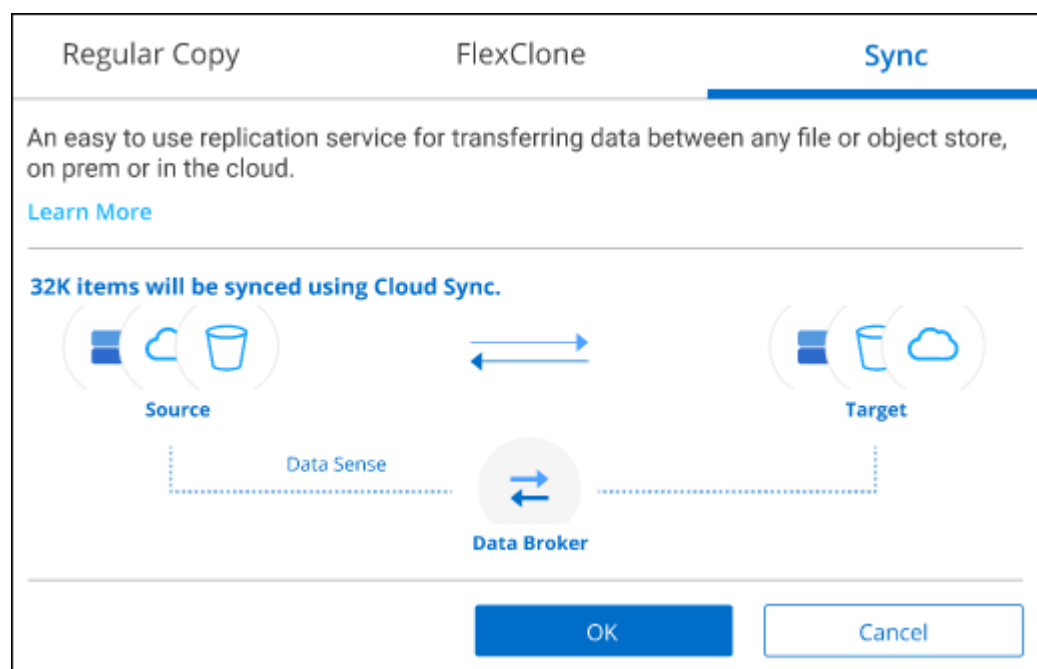 Regular Copy
FlexClone
Sync
An easy to use replication service for transferring data between any file or object store,
on prem or in the cloud.
Learn More
32K items will be synced using Cloud Sync.
Source
Target
Data Sense
Data Broker
OK
Cancel